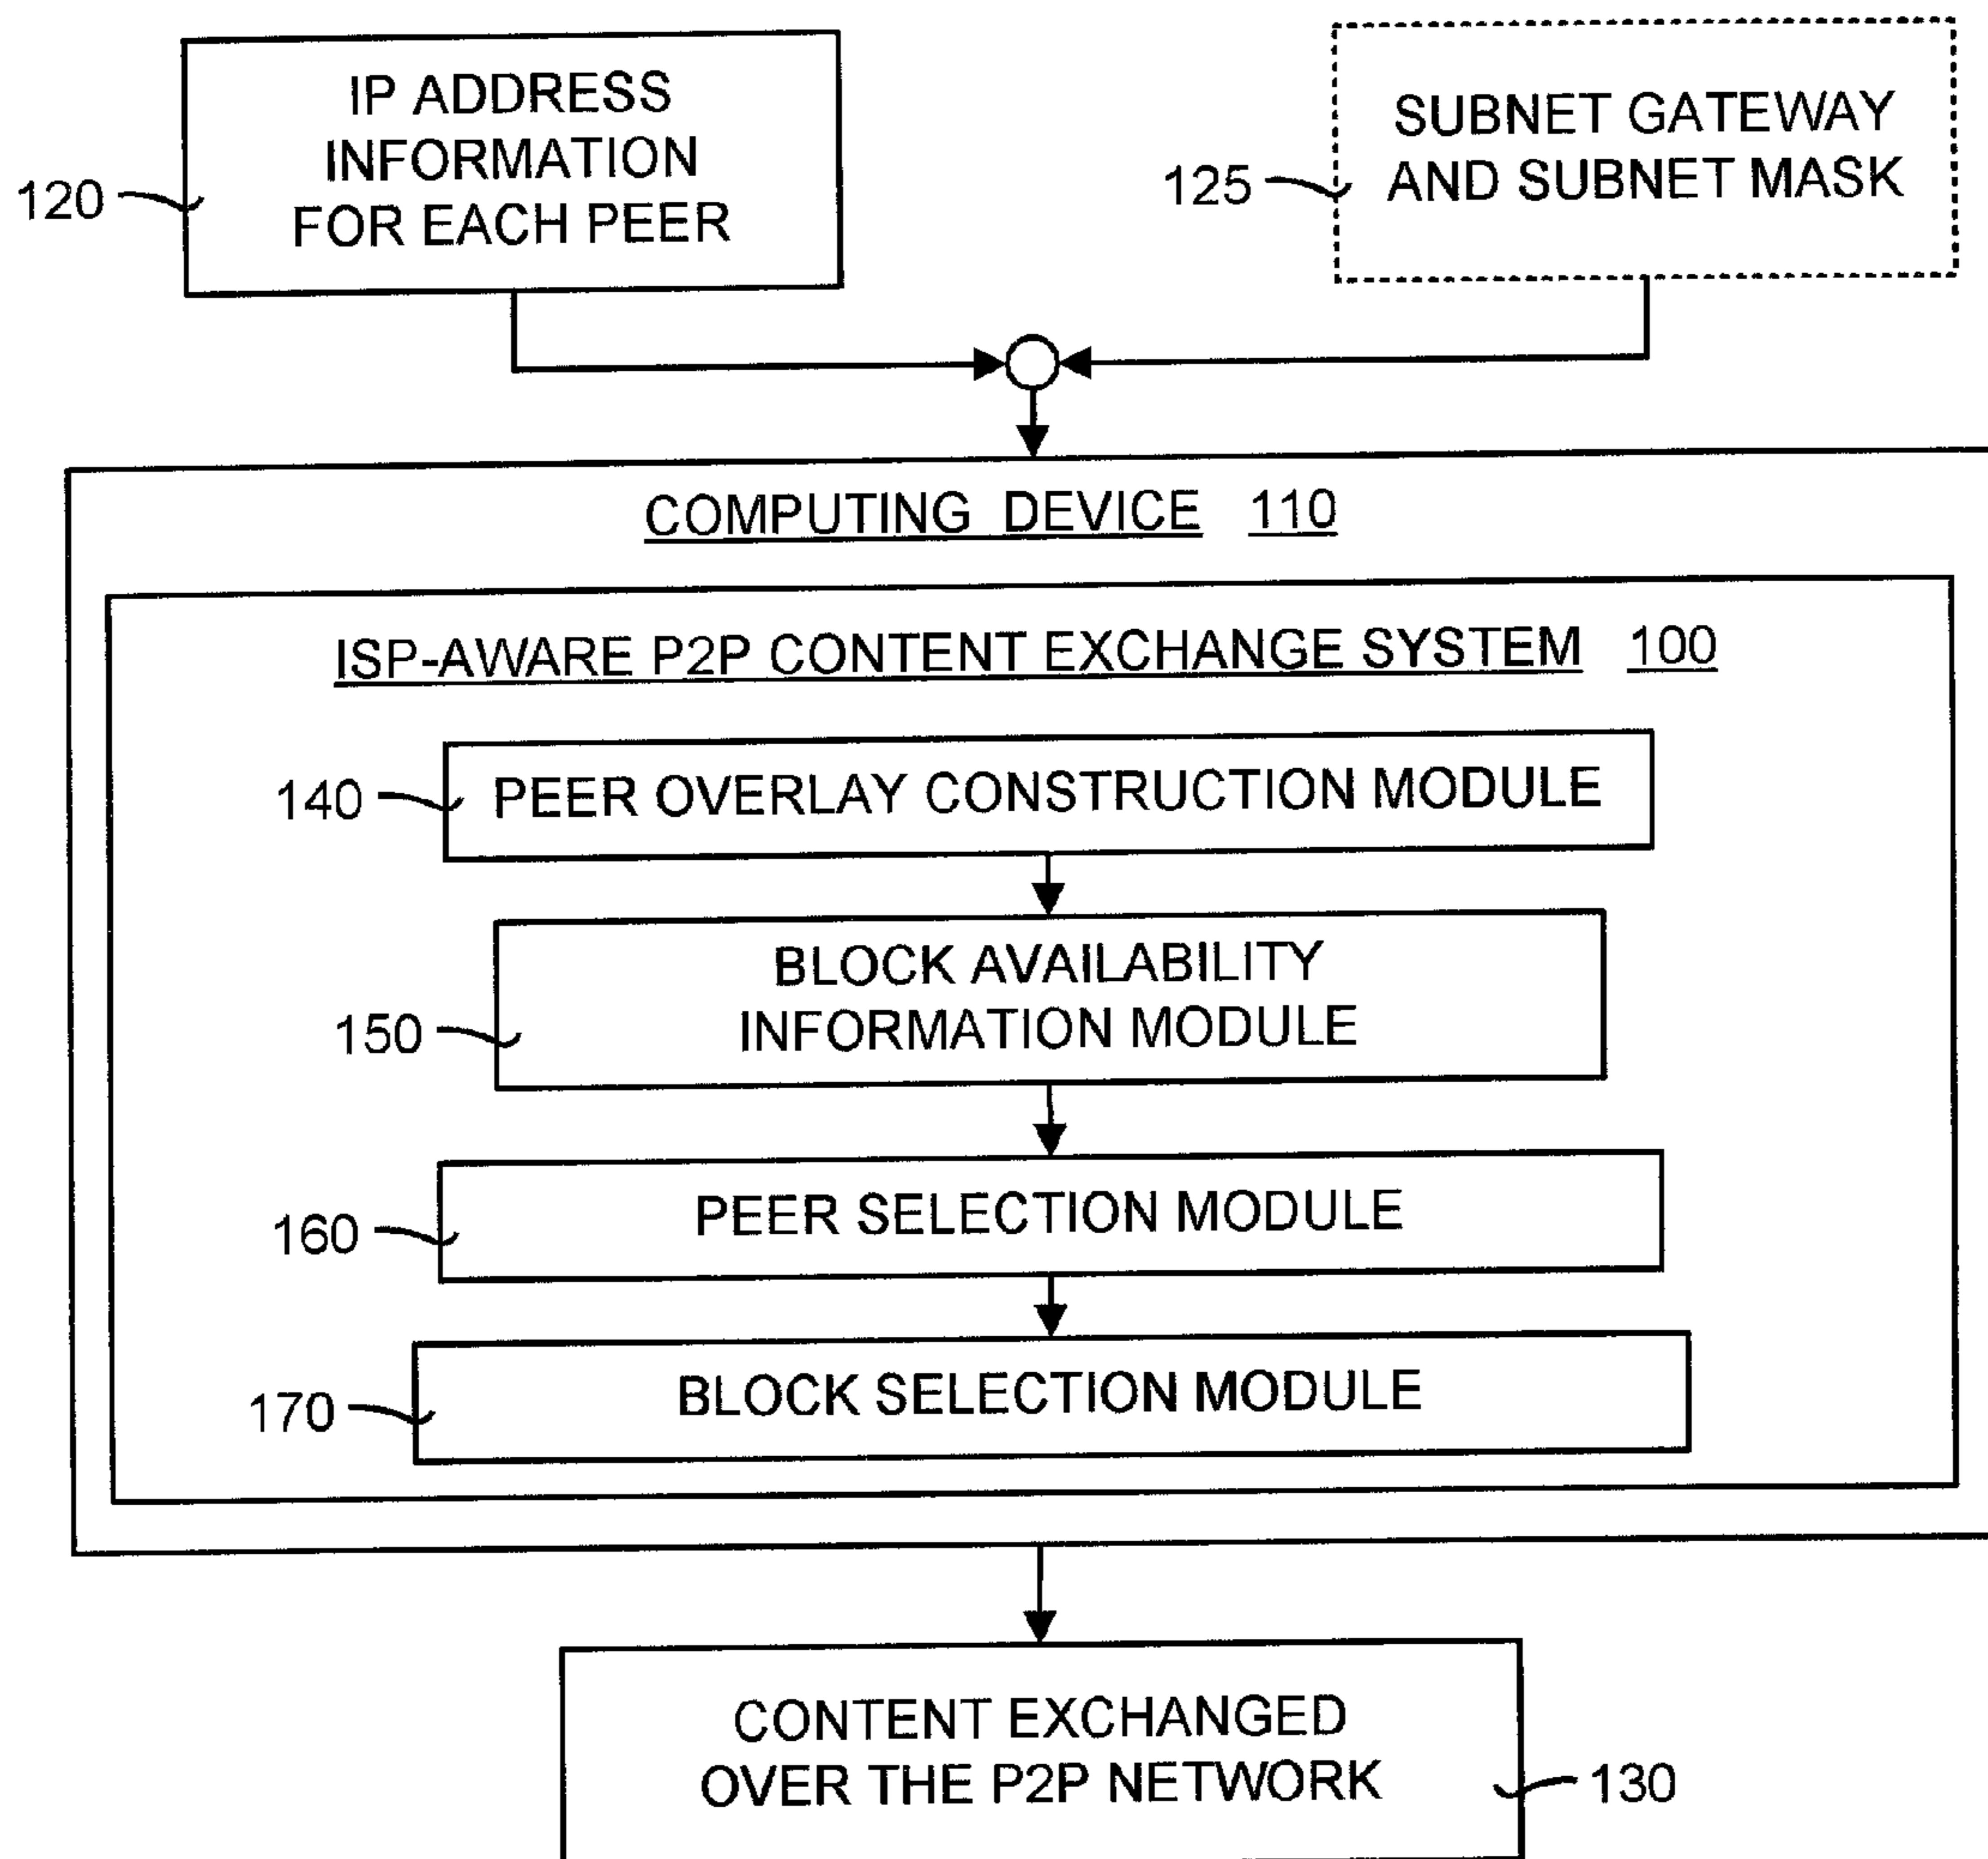 IP ADDRESS
INFORMATION
FOR EACH PEER
120
SUBNET GATEWAY
AND SUBNET MASK
125
COMPUTING DEVICE 110
ISP-AWARE P2P CONTENT EXCHANGE SYSTEM 100
140
PEER OVERLAY CONSTRUCTION MODULE
BLOCK AVAILABILITY
INFORMATION MODULE
150
160
PEER SELECTION MODULE
170
BLOCK SELECTION MODULE
CONTENT EXCHANGED
OVER THE P2P NETWORK
130